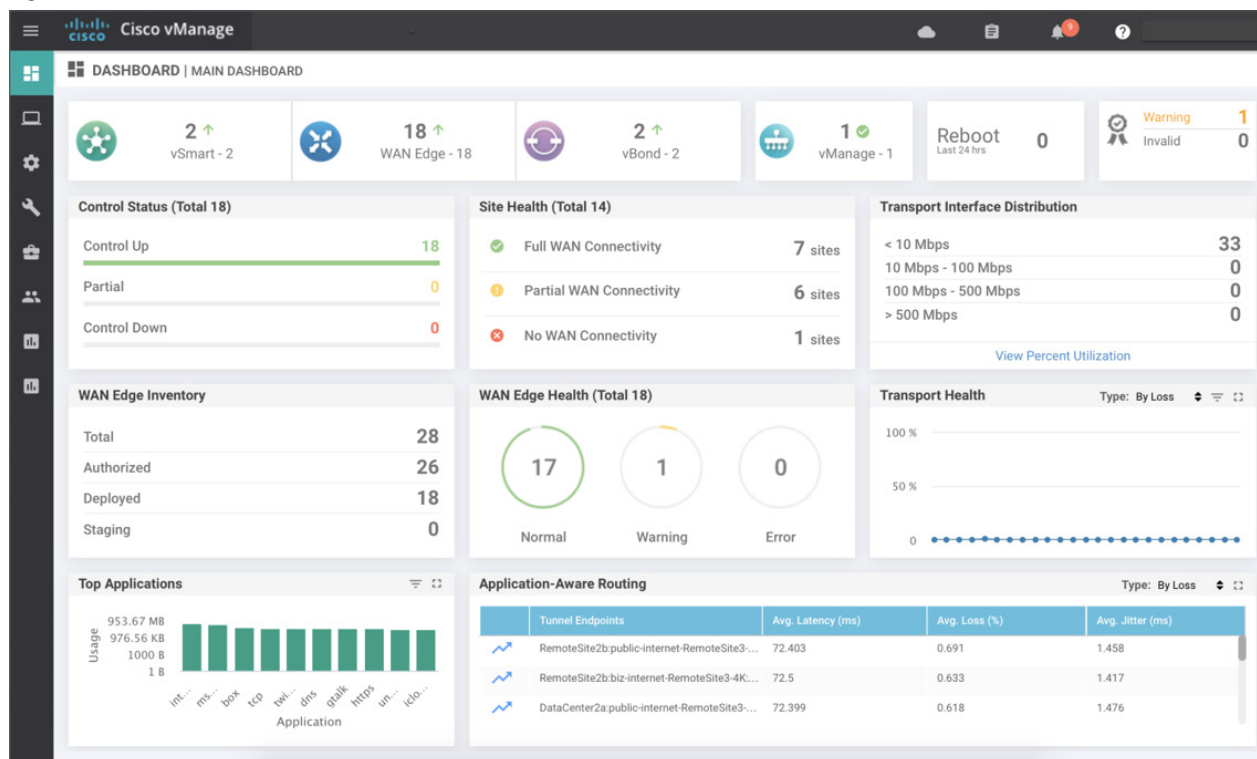 cisco Cisco vManage 9 ?
DASHBOARD | MAIN DASHBOARD
2 18 2 1 Reboot 0 Warning 1
vSmart - 2 WAN Edge - 18 vBond - 2 vManage - 1 Last 24 hrs Invalid 0
Control Status (Total 18)
Control Up 18
Partial 0
Control Down 0
Site Health (Total 14)
Full WAN Connectivity 7 sites
Partial WAN Connectivity 6 sites
No WAN Connectivity 1 sites
Transport Interface Distribution
< 10 Mbps 33
10 Mbps - 100 Mbps 0
100 Mbps - 500 Mbps 0
> 500 Mbps 0
View Percent Utilization
WAN Edge Inventory
Total 28
Authorized 26
Deployed 18
Staging 0
WAN Edge Health (Total 18)
17 1 0
Normal Warning Error
Transport Health Type: By Loss
100 %
50 %
0
Top Applications
Usage
953.67 MB
976.56 KB
1000 B
1 B
int... ms... box tcp twi... dns gtalk https un... iclo...
Application
Application-Aware Routing Type: By Loss
Tunnel Endpoints Avg. Latency (ms) Avg. Loss (%) Avg. Jitter (ms)
RemoteSite2b:public-internet-RemoteSite3-... 72.403 0.691 1.458
RemoteSite2b:biz-internet-RemoteSite3-4K:... 72.5 0.633 1.417
DataCenter2a:public-internet-RemoteSite3-... 72.399 0.618 1.476